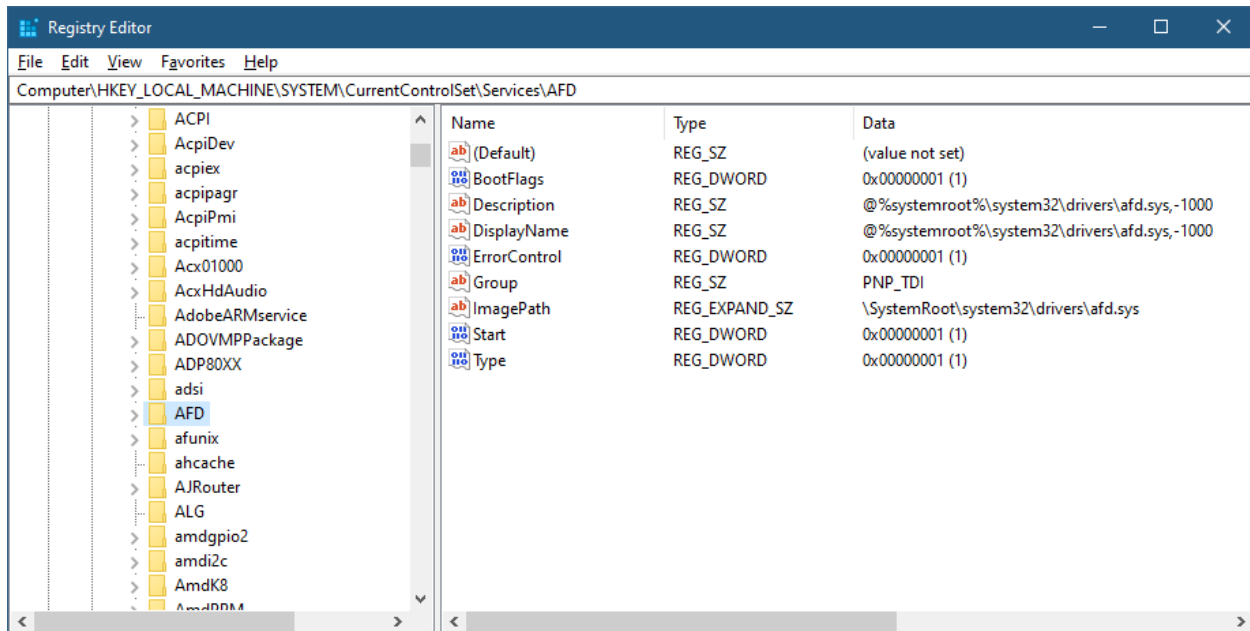 Registry Editor
File Edit View Favorites Help
Computer\HKEY_LOCAL_MACHINE\SYSTEM\CurrentControlSet\Services\AFD
ACPI
AcpiDev
acpiex
acpipagr
AcpiPmi
acpitime
Acx01000
AcxHdAudio
AdobeARMservice
ADOVMPPackage
ADP80XX
adsi
AFD
afunix
ahcache
AJRouter
ALG
amdgpio2
amdi2c
AmdK8
AmdPPM
Name Type Data
(Default) REG_SZ (value not set)
BootFlags REG_DWORD 0x00000001 (1)
Description REG_SZ @%systemroot%\system32\drivers\afd.sys,-1000
DisplayName REG_SZ @%systemroot%\system32\drivers\afd.sys,-1000
ErrorControl REG_DWORD 0x00000001 (1)
Group REG_SZ PNP_TDI
ImagePath REG_EXPAND_SZ \SystemRoot\system32\drivers\afd.sys
Start REG_DWORD 0x00000001 (1)
Type REG_DWORD 0x00000001 (1)